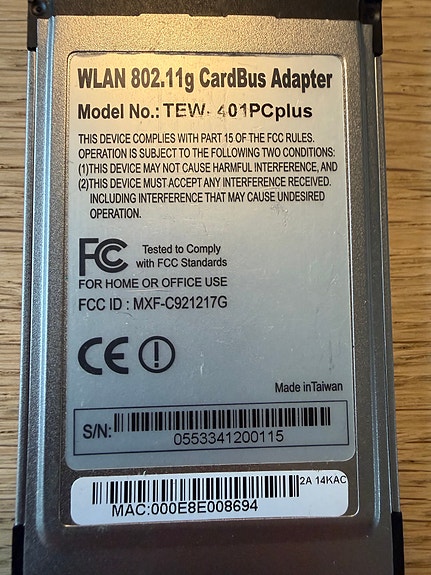 WLAN 802.11g CardBus Adapter
Model No.: TEW- 401PCplus
THIS DEVICE COMPLIES WITH PART 15 OF THE FCC RULES.
OPERATION IS SUBJECT TO THE FOLLOWING TWO CONDITIONS:
(1)THIS DEVICE MAY NOT CAUSE HARMFUL INTERFERENCE, AND
(2)THIS DEVICE MUST ACCEPT ANY INTERFERENCE RECEIVED.
INCLUDING INTERFERENCE THAT MAY CAUSE UNDESIRED
OPERATION.
FC Tested to Comply
with FCC Standards
FOR HOME OR OFFICE USE
FCC ID : MXF-C921217G
CE
Made in Taiwan
S/N:
0553341200115
2A 14KAC
MAC:000E8E008694